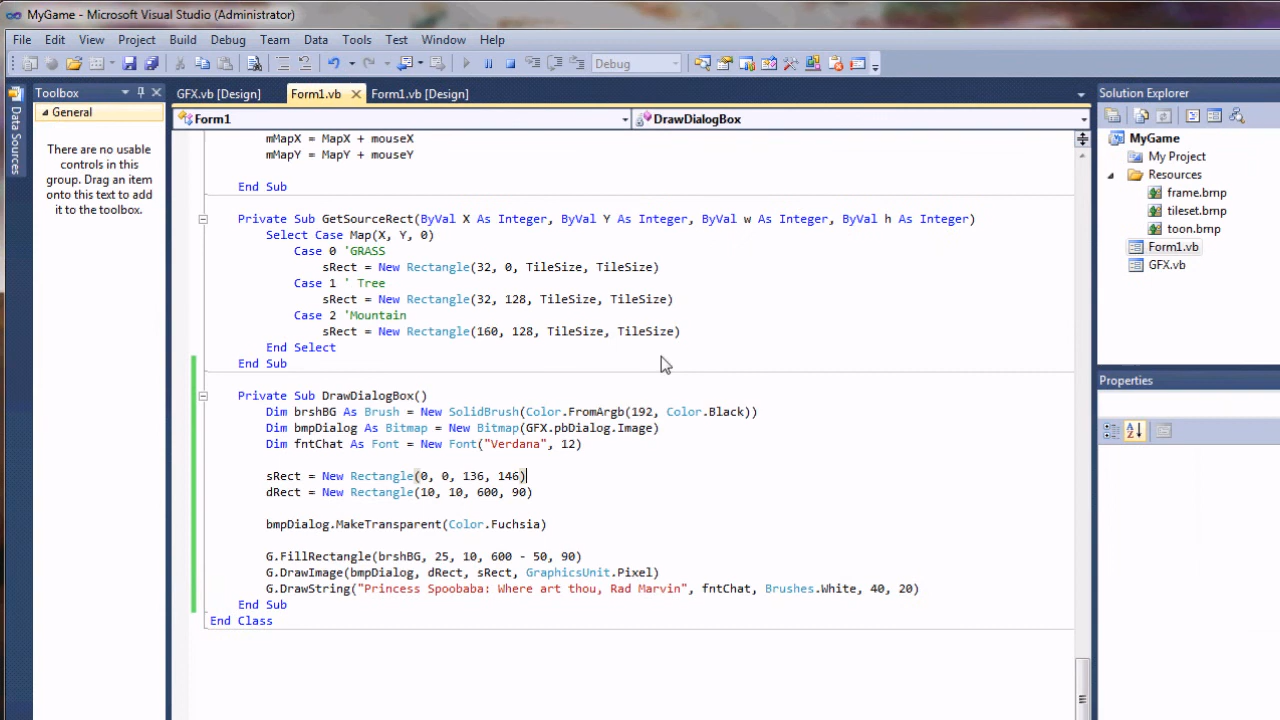 MyGame - Microsoft Visual Studio (Administrator)
File Edit View Project Build Debug Team Data Tools Test Window Help
Debug
Data Sources
Toolbox
General
There are no usable
controls in this
group. Drag an item
onto this text to add
it to the toolbox.
GFX.vb [Design] Form1.vb Form1.vb [Design]
Form1 DrawDialogBox
mMapX = MapX + mouseX
mMapY = MapY + mouseY
End Sub
Private Sub GetSourceRect(ByVal X As Integer, ByVal Y As Integer, ByVal w As Integer, ByVal h As Integer)
Select Case Map(X, Y, 0)
Case 0 'GRASS
sRect = New Rectangle(32, 0, TileSize, TileSize)
Case 1 ' Tree
sRect = New Rectangle(32, 128, TileSize, TileSize)
Case 2 'Mountain
sRect = New Rectangle(160, 128, TileSize, TileSize)
End Select
End Sub
Private Sub DrawDialogBox()
Dim brshBG As Brush = New SolidBrush(Color.FromArgb(192, Color.Black))
Dim bmpDialog As Bitmap = New Bitmap(GFX.pbDialog.Image)
Dim fntChat As Font = New Font("Verdana", 12)
sRect = New Rectangle(0, 0, 136, 146)
dRect = New Rectangle(10, 10, 600, 90)
bmpDialog.MakeTransparent(Color.Fuchsia)
G.FillRectangle(brshBG, 25, 10, 600 - 50, 90)
G.DrawImage(bmpDialog, dRect, sRect, GraphicsUnit.Pixel)
G.DrawString("Princess Spoobaba: Where art thou, Rad Marvin", fntChat, Brushes.White, 40, 20)
End Sub
End Class
Solution Explorer
MyGame
My Project
Resources
frame.bmp
tileset.bmp
toon.bmp
Form1.vb
GFX.vb
Properties